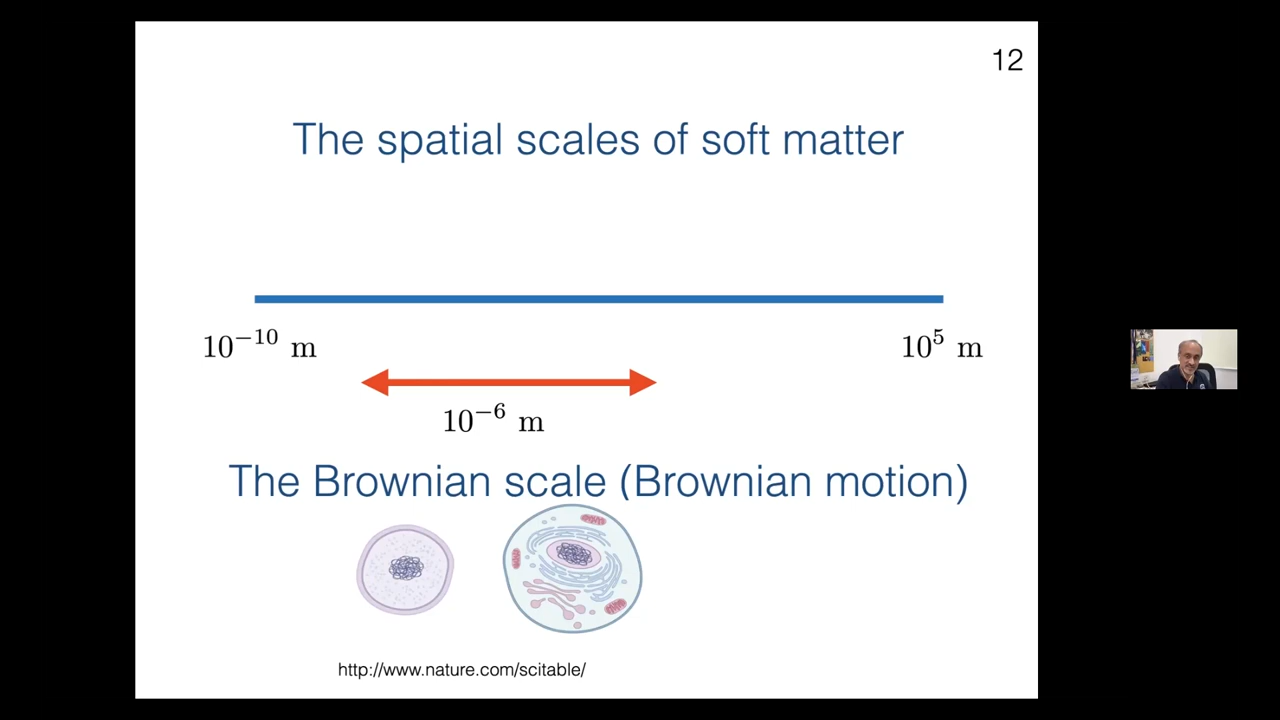 12
The spatial scales of soft matter
10⁻¹⁰ m
10⁵ m
10⁻⁶ m
The Brownian scale (Brownian motion)
http://www.nature.com/scitable/